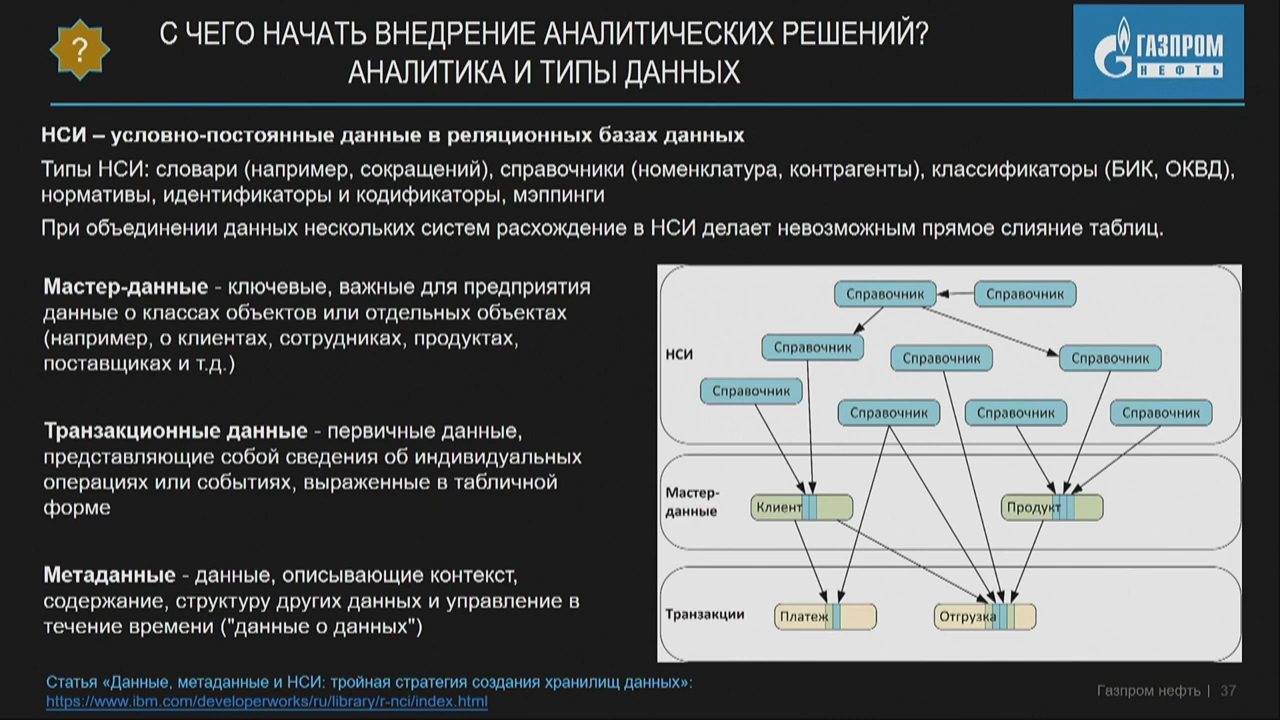 ?
С ЧЕГО НАЧАТЬ ВНЕДРЕНИЕ АНАЛИТИЧЕСКИХ РЕШЕНИЙ?
АНАЛИТИКА И ТИПЫ ДАННЫХ
ГАЗПРОМ
НЕФТЬ
НСИ – условно-постоянные данные в реляционных базах данных
Типы НСИ: словари (например, сокращений), справочники (номенклатура, контрагенты), классификаторы (БИК, ОКВД),
нормативы, идентификаторы и кодификаторы, мэппинги
При объединении данных нескольких систем расхождение в НСИ делает невозможным прямое слияние таблиц.
Мастер-данные - ключевые, важные для предприятия
данные о классах объектов или отдельных объектах
(например, о клиентах, сотрудниках, продуктах,
поставщиках и т.д.)
Транзакционные данные - первичные данные,
представляющие собой сведения об индивидуальных
операциях или событиях, выраженные в табличной
форме
Метаданные - данные, описывающие контекст,
содержание, структуру других данных и управление в
течение времени ("данные о данных")
Справочник Справочник
НСИ
Справочник Справочник Справочник
Справочник
Справочник Справочник Справочник
Мастер-
данные
Клиент Продукт
Транзакции
Платеж Отгрузка
Статья «Данные, метаданные и НСИ: тройная стратегия создания хранилищ данных»:
https://www.ibm.com/developerworks/ru/library/r-nci/index.html
Газпром нефть | 37